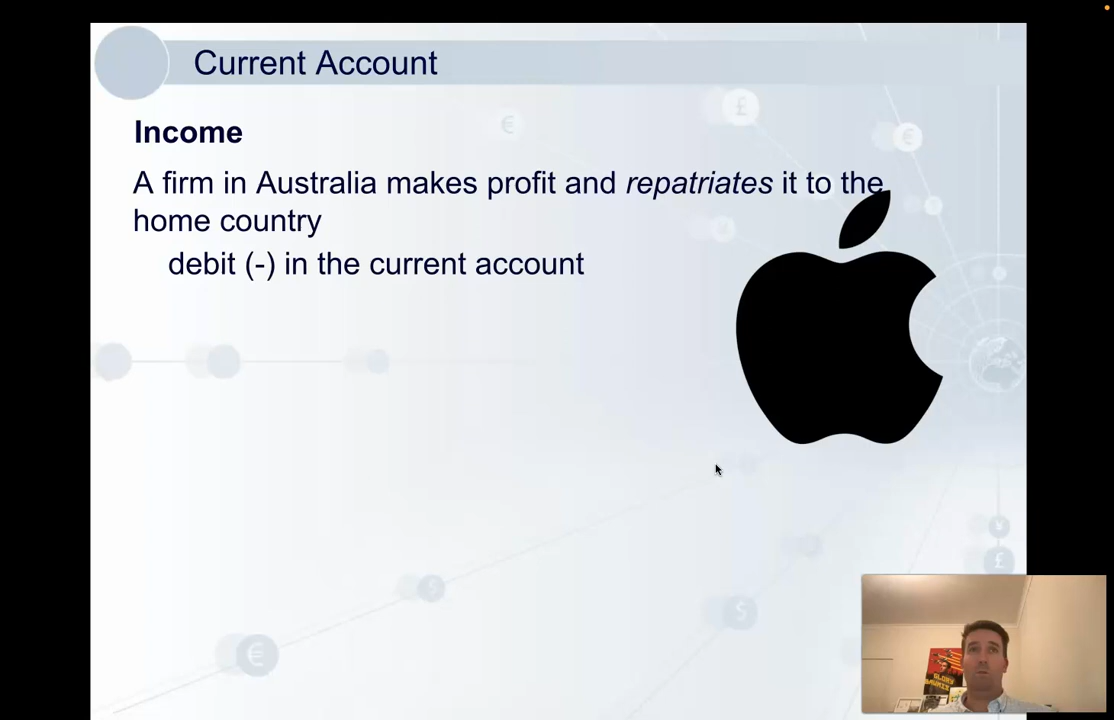 Current Account
Income
A firm in Australia makes profit and repatriates it to the
home country
debit (-) in the current account
€
£
€
¥
¥
£
$
$
€
GLORY